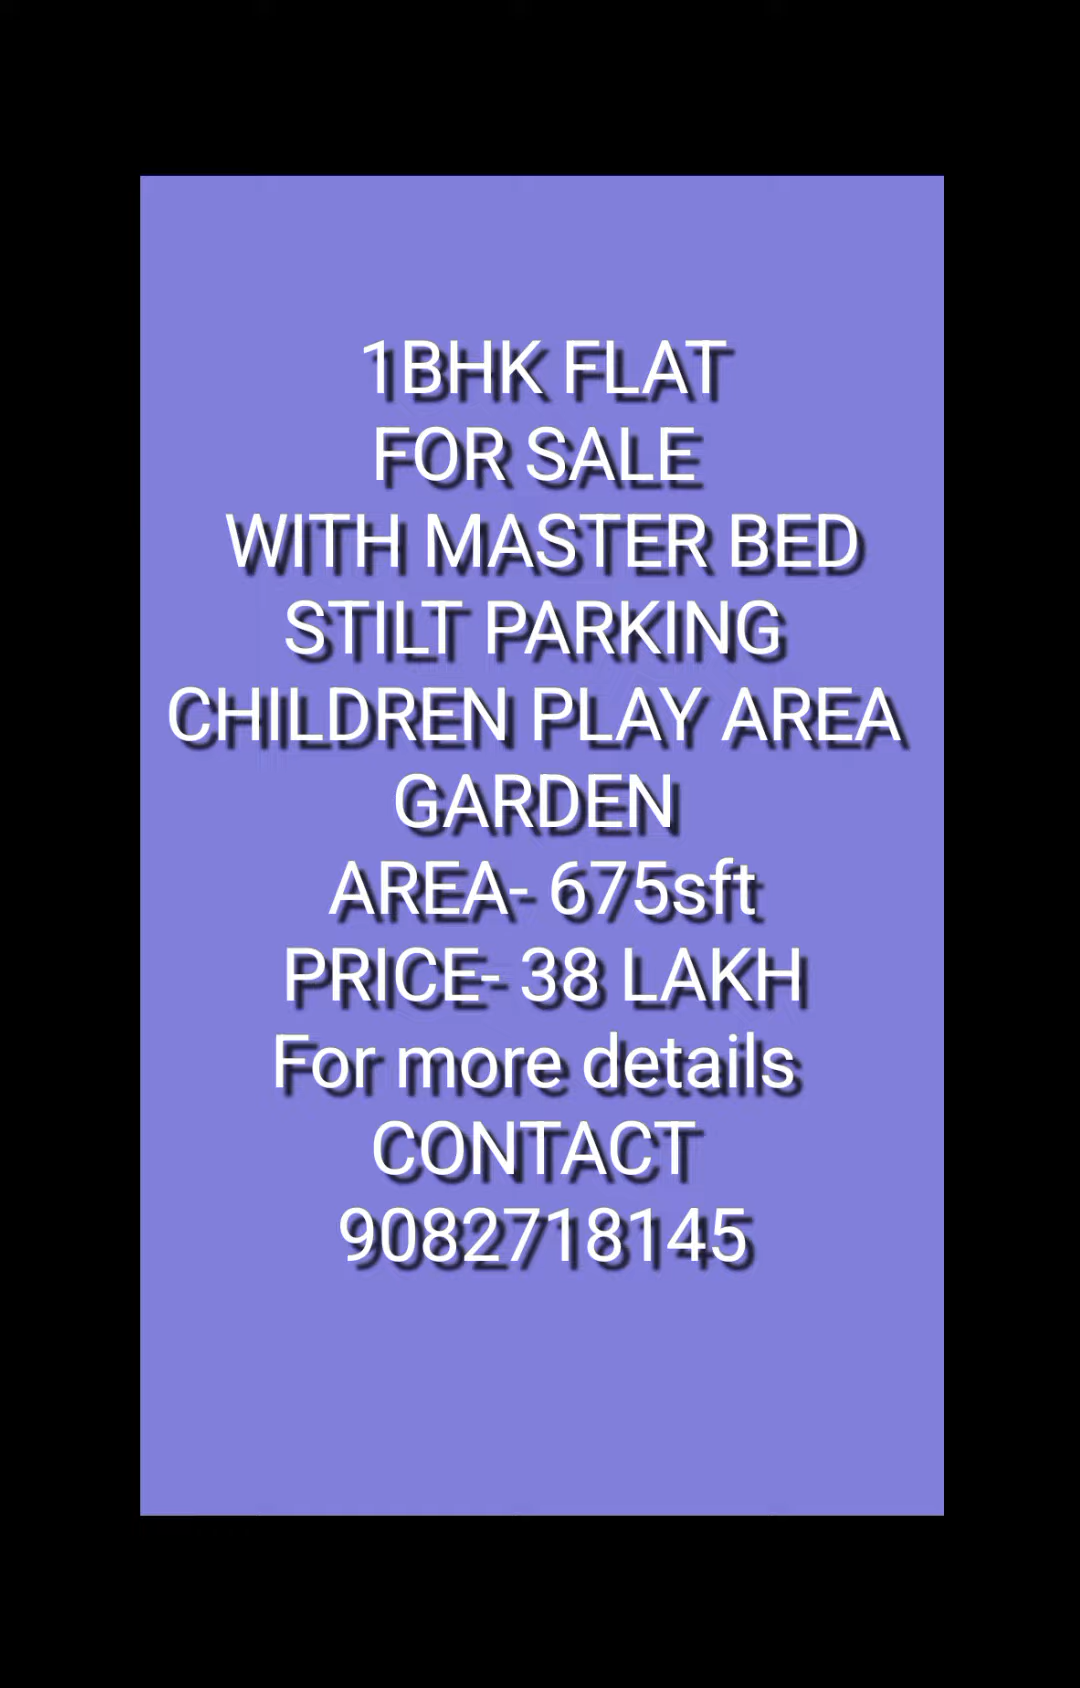 1BHK FLAT
FOR SALE
WITH MASTER BED
STILT PARKING
CHILDREN PLAY AREA
GARDEN
AREA- 675sft
PRICE- 38 LAKH
For more details
CONTACT
9082718145